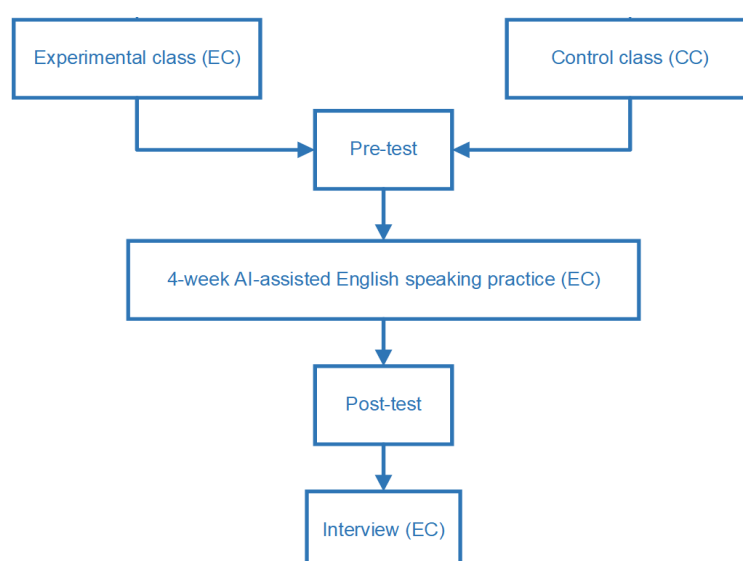 Experimental class (EC)
Control class (CC)
Pre-test
4-week AI-assisted English speaking practice (EC)
Post-test
Interview (EC)